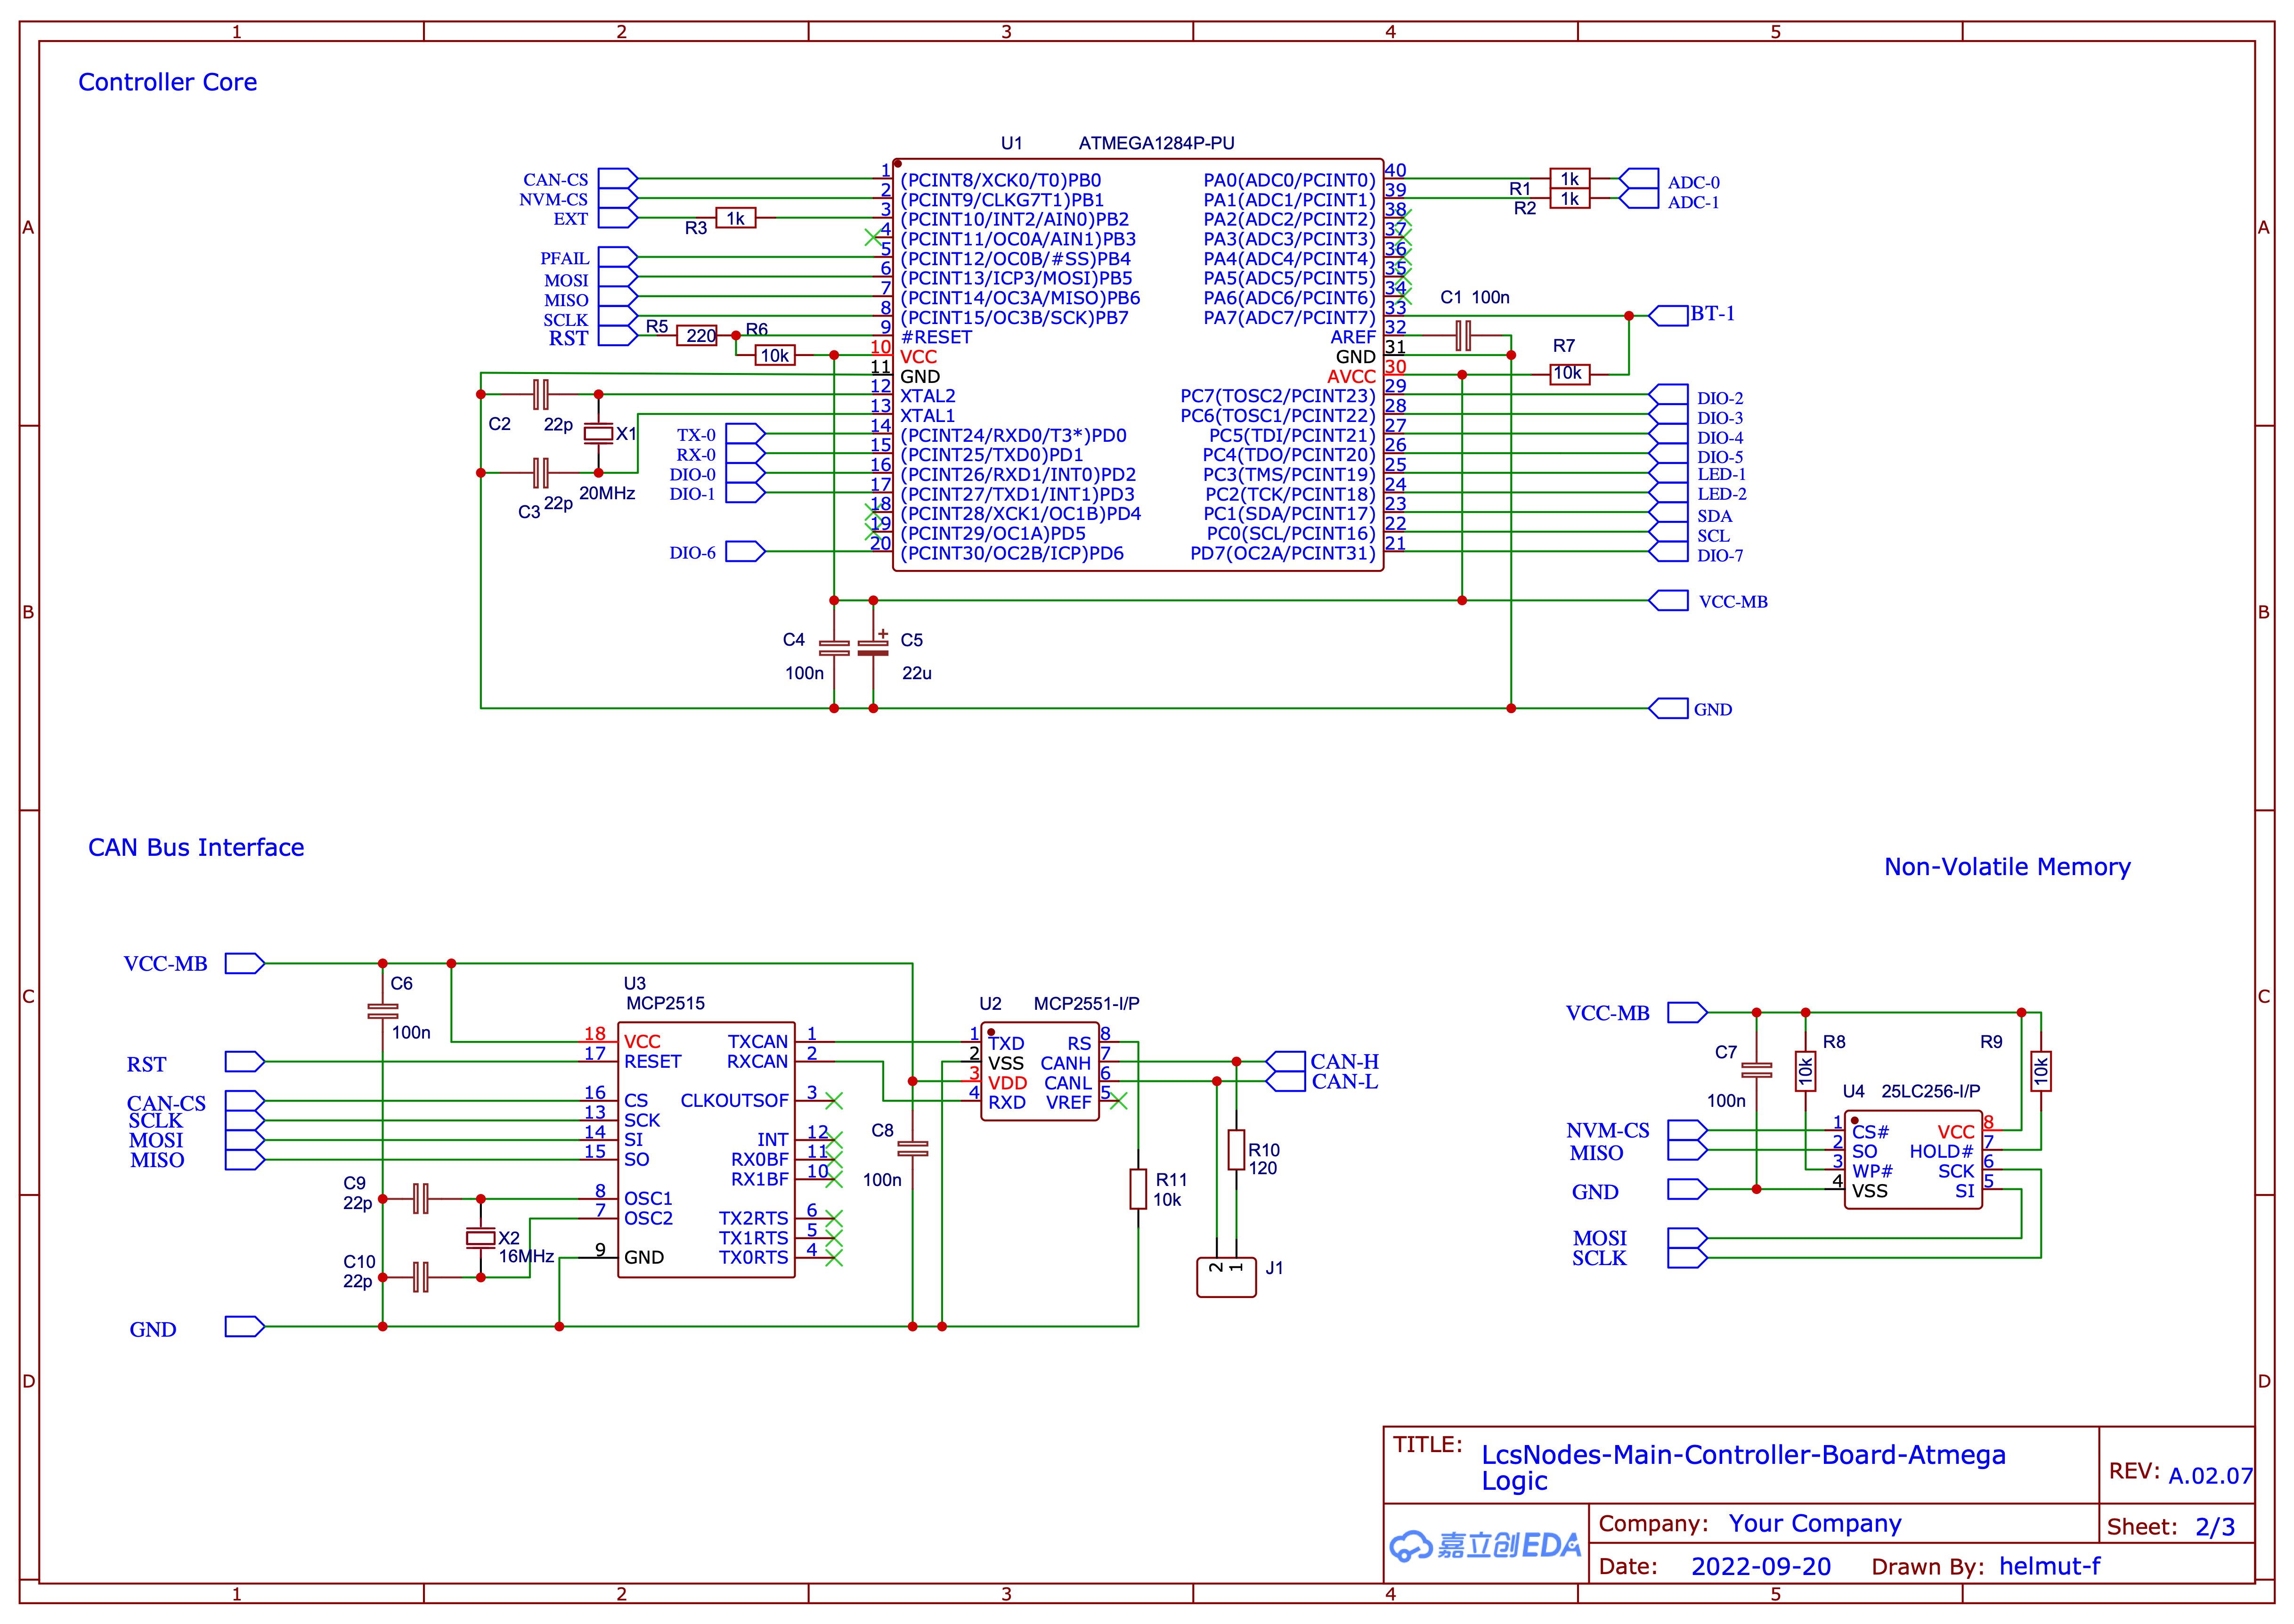 1 2 3 4 5
Controller Core
U1 ATMEGA1284P-PU
A A
CAN-CS 1 (PCINT8/XCK0/T0)PB0 PA0(ADC0/PCINT0) 40 R1 1k ADC-0
NVM-CS 2 (PCINT9/CLKG7T1)PB1 PA1(ADC1/PCINT1) 39 R2 1k ADC-1
EXT R3 1k 3 (PCINT10/INT2/AIN0)PB2 PA2(ADC2/PCINT2) 38
4 (PCINT11/OC0A/AIN1)PB3 PA3(ADC3/PCINT3) 37
PFAIL 5 (PCINT12/OC0B/#SS)PB4 PA4(ADC4/PCINT4) 36
MOSI 6 (PCINT13/ICP3/MOSI)PB5 PA5(ADC5/PCINT5) 35
MISO 7 (PCINT14/OC3A/MISO)PB6 PA6(ADC6/PCINT6) 34 C1 100n
SCLK 8 (PCINT15/OC3B/SCK)PB7 PA7(ADC7/PCINT7) 33 BT-1
RST R5 220 R6 9 #RESET AREF 32
10k 10 VCC GND 31 R7
11 GND AVCC 30 10k
12 XTAL2 PC7(TOSC2/PCINT23) 29 DIO-2
C2 22p X1 13 XTAL1 PC6(TOSC1/PCINT22) 28 DIO-3
TX-0 14 (PCINT24/RXD0/T3*)PD0 PC5(TDI/PCINT21) 27 DIO-4
RX-0 15 (PCINT25/TXD0)PD1 PC4(TDO/PCINT20) 26 DIO-5
DIO-0 16 (PCINT26/RXD1/INT0)PD2 PC3(TMS/PCINT19) 25 LED-1
C3 22p 20MHz DIO-1 17 (PCINT27/TXD1/INT1)PD3 PC2(TCK/PCINT18) 24 LED-2
18 (PCINT28/XCK1/OC1B)PD4 PC1(SDA/PCINT17) 23 SDA
19 (PCINT29/OC1A)PD5 PC0(SCL/PCINT16) 22 SCL
DIO-6 20 (PCINT30/OC2B/ICP)PD6 PD7(OC2A/PCINT31) 21 DIO-7
B B
VCC-MB
C4 + C5
100n 22u
GND
CAN Bus Interface
Non-Volatile Memory
C C
VCC-MB
C6
100n
U3
MCP2515
18 VCC TXCAN 1
RST 17 RESET RXCAN 2
CAN-CS 16 CS CLKOUTSOF 3
SCLK 13 SCK
MOSI 14 SI INT 12
MISO 15 SO RX0BF 11
RX1BF 10
C9
22p
8 OSC1
7 OSC2 TX2RTS 6
X2
16MHz
TX1RTS 5
9 GND TX0RTS 4
C10
22p
GND
U2 MCP2551-I/P
1 TXD RS 8
2 VSS CANH 7 CAN-H
3 VDD CANL 6 CAN-L
4 RXD VREF 5
C8
100n
R11
10k
R10
120
2 1 J1
VCC-MB
C7
100n
R8
10k
R9
10k
U4 25LC256-I/P
NVM-CS 1 CS# VCC 8
MISO 2 SO HOLD# 7
3 WP# SCK 6
GND 4 VSS SI 5
MOSI
SCLK
D D
TITLE: LcsNodes-Main-Controller-Board-Atmega
Logic
REV: A.02.07
嘉立创EDA
Company: Your Company
Sheet: 2/3
Date: 2022-09-20 Drawn By: helmut-f
1 2 3 4 5